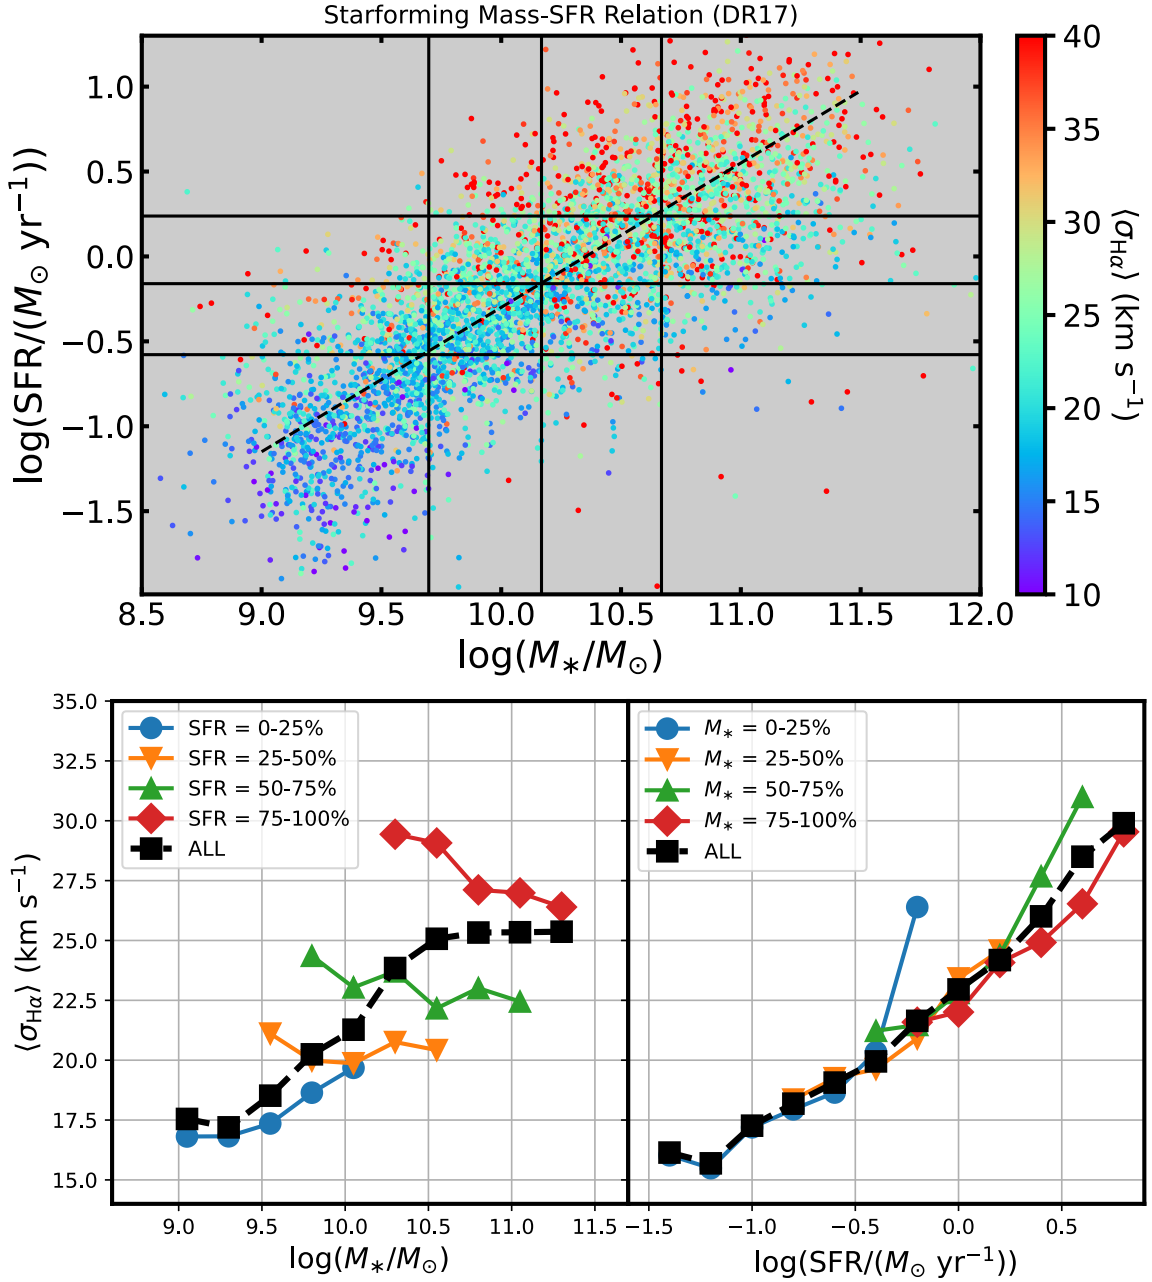 Starforming Mass-SFR Relation (DR17)
log(SFR/(M⊙ yr⁻¹))
1.0
0.5
0.0
−0.5
−1.0
−1.5
8.5 9.0 9.5 10.0 10.5 11.0 11.5 12.0
log(M∗/M⊙)
40
35
30
25
20
15
10
⟨σHα⟩ (km s⁻¹)
⟨σHα⟩ (km s⁻¹)
35.0
32.5
30.0
27.5
25.0
22.5
20.0
17.5
15.0
SFR = 0-25%
SFR = 25-50%
SFR = 50-75%
SFR = 75-100%
ALL
9.0 9.5 10.0 10.5 11.0 11.5
log(M∗/M⊙)
M∗ = 0-25%
M∗ = 25-50%
M∗ = 50-75%
M∗ = 75-100%
ALL
−1.5 −1.0 −0.5 0.0 0.5
log(SFR/(M⊙ yr⁻¹))